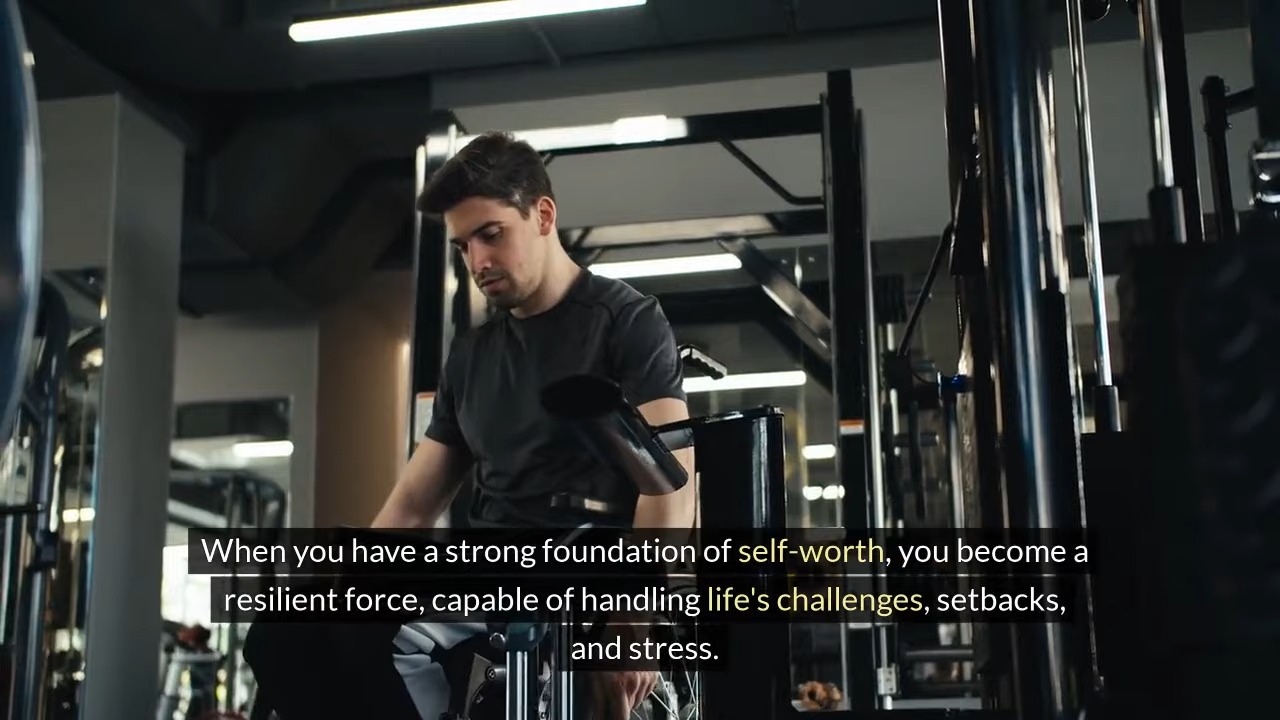 When you have a strong foundation of self-worth, you become a
resilient force, capable of handling life's challenges, setbacks,
and stress.